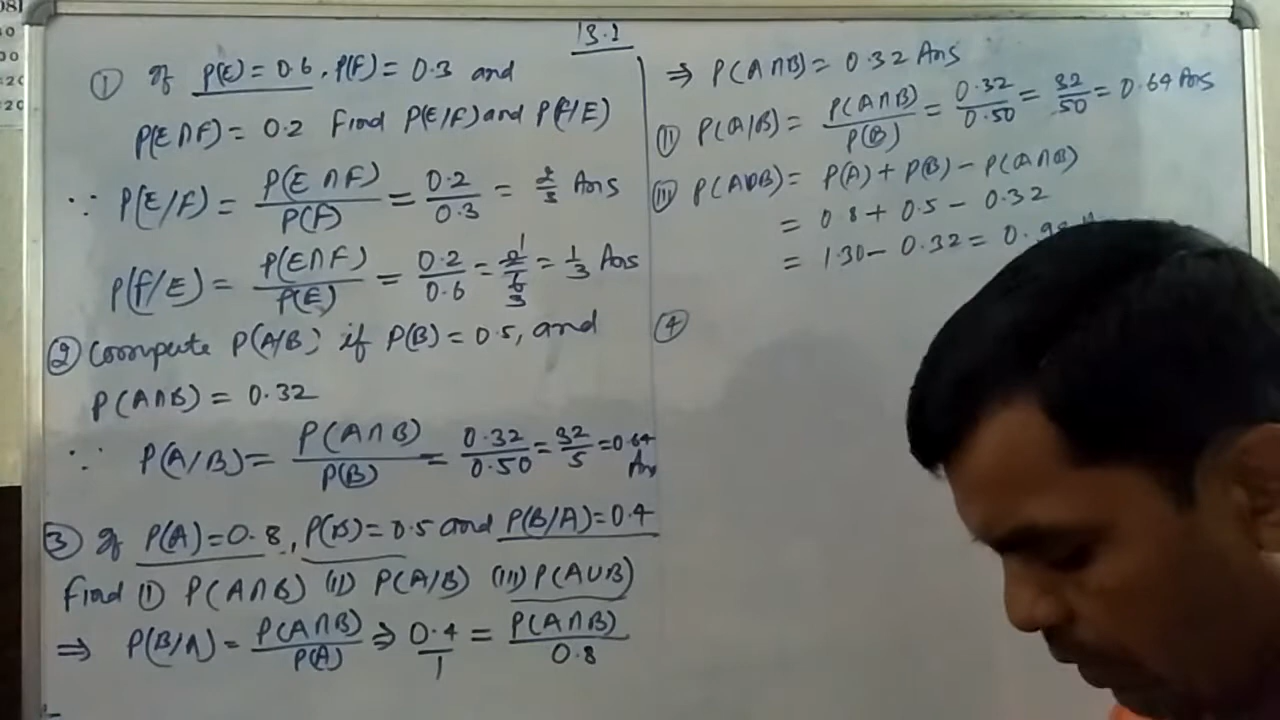 13.1
① If P(E) = 0.6, P(F) = 0.3 and
P(E∩F) = 0.2 Find P(E/F) and P(F/E)
∵ P(E/F) = P(E∩F)/P(F) = 0.2/0.3 = 2/3 Ans
P(F/E) = P(E∩F)/P(E) = 0.2/0.6 = 2/6 = 1/3 Ans
② Compute P(A/B) if P(B) = 0.5, and
P(A∩B) = 0.32
∵ P(A/B) = P(A∩B)/P(B) = 0.32/0.50 = 32/5 = 0.64 Ans
③ If P(A) = 0.8, P(B) = 0.5 and P(B/A) = 0.4
Find (I) P(A∩B) (II) P(A/B) (III) P(A∪B)
⇒ P(B/A) = P(A∩B)/P(A) ⇒ 0.4/1 = P(A∩B)/0.8
⇒ P(A∩B) = 0.32 Ans
(II) P(A/B) = P(A∩B)/P(B) = 0.32/0.50 = 32/50 = 0.64 Ans
(III) P(A∪B) = P(A) + P(B) - P(A∩B)
= 0.8 + 0.5 - 0.32
= 1.30 - 0.32 =
④